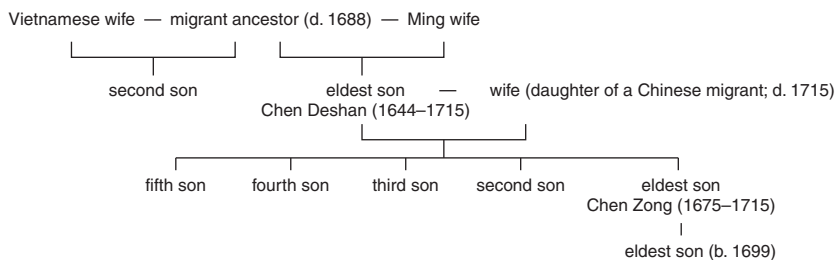 Vietnamese wife — migrant ancestor (d. 1688) — Ming wife
second son eldest son — wife (daughter of a Chinese migrant; d. 1715)
Chen Deshan (1644–1715)
fifth son fourth son third son second son eldest son
Chen Zong (1675–1715)
eldest son (b. 1699)